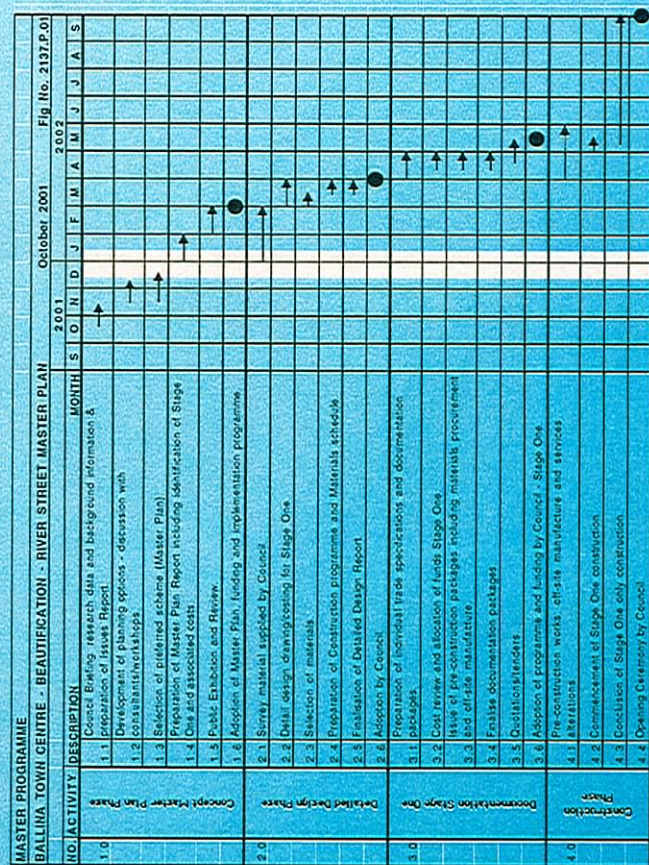 MASTER PROGRAMME
BALLINA TOWN CENTRE - BEAUTIFICATION - RIVER STREET MASTER PLAN October 2001 Fig No. 2137.P.01
2001 2002
NO. ACTIVITY DESCRIPTION MONTH S O N D J F M A M J J A S
1.0 Concept Master Plan Phase
1.1 Council Briefing, research data and background information &
preparation of Issues Report
1.2 Development of planning options - discussion with
consultants/workshops
1.3 Selection of preferred scheme (Master Plan)
1.4 Preparation of Master Plan Report including identification of Stage
One and associated costs
1.5 Public Exhibition and Review
1.6 Adoption of Master Plan, funding and implementation programme
2.0 Detailed Design Phase
2.1 Survey material supplied by Council
2.2 Detail design drawing/costing for Stage One
2.3 Selection of materials
2.4 Preparation of Construction programme and Materials schedule
2.5 Finalisation of Detailed Design Report
2.6 Adoption by Council
3.0 Documentation Stage One
3.1 Preparation of individual trade specifications and documentation
packages
3.2 Cost review and allocation of funds Stage One
3.3 Issue of pre-construction packages including materials procurement
and off-site manufacture
3.4 Finalise documentation packages
3.5 Quotations/tenders
3.6 Adoption of programme and funding by Council - Stage One
4.0 Construction Phase
4.1 Pre-construction works: off-site manufacture and services
alterations
4.2 Commencement of Stage One construction
4.3 Conclusion of Stage One only construction
4.4 Opening Ceremony by Council